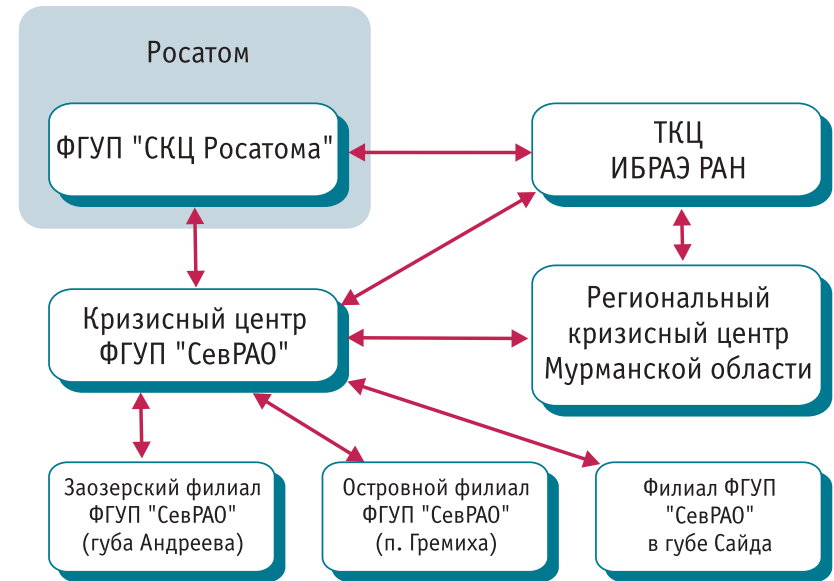 Росатом
ФГУП "СКЦ Росатома"
ТКЦ
ИБРАЭ РАН
Кризисный центр
ФГУП "СевРАО"
Региональный
кризисный центр
Мурманской области
Заозерский филиал
ФГУП "СевРАО"
(губа Андреева)
Островной филиал
ФГУП "СевРАО"
(п. Гремиха)
Филиал ФГУП
"СевРАО"
в губе Сайда